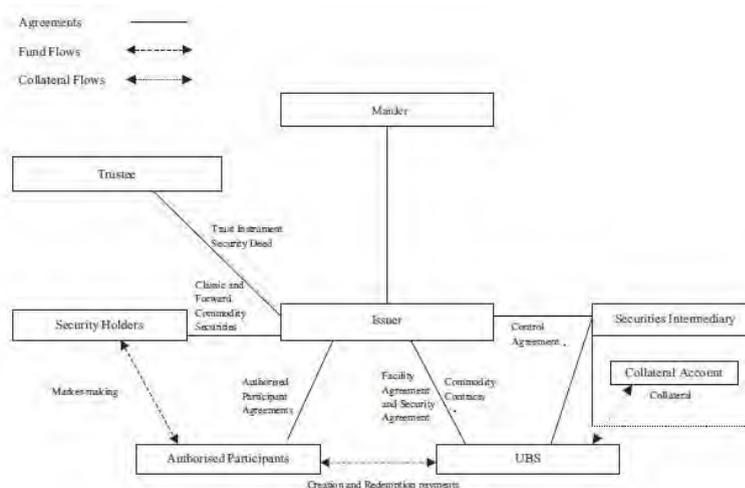 Agreements
Fund Flows
Collateral Flows
Manler
Trustee
Trust Instrument
Security Deed
Classic and
Forward
Commodity
Securities
Security Holders
Issuer
Control
Agreement
Securities Intermediary
Collateral Account
Collateral
Market-making
Authorised
Participant
Agreements
Facility
Agreement
and Security
Agreement
Commodity
Contracts
Authorised Participants
UBS
Creation and Redemption payments